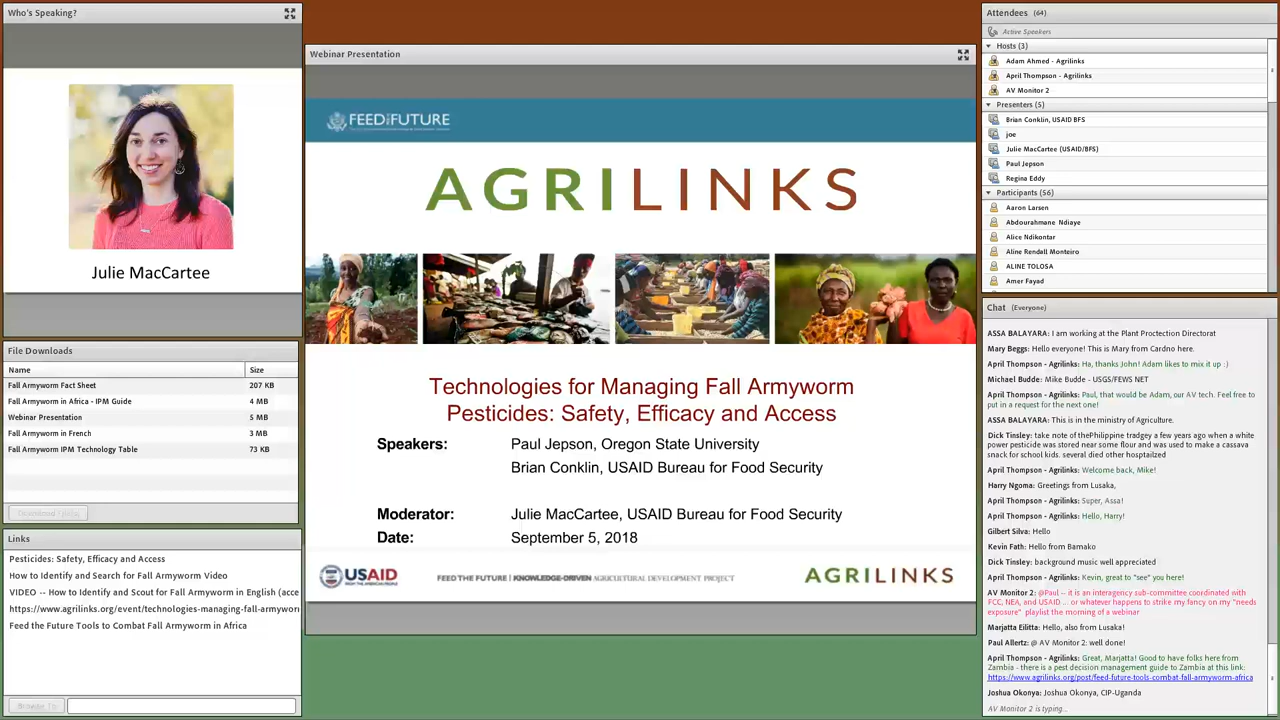 Who's Speaking?
Julie MacCartee
File Downloads
Name Size
Fall Armyworm Fact Sheet 207 KB
Fall Armyworm in Africa - IPM Guide 4 MB
Webinar Presentation 5 MB
Fall Armyworm in French 3 MB
Fall Armyworm IPM Technology Table 73 KB
Links
Pesticides: Safety, Efficacy and Access
How to Identify and Search for Fall Armyworm Video
VIDEO -- How to Identify and Scout for Fall Armyworm in English (acce
https://www.agrilinks.org/event/technologies-managing-fall-armyworm
Feed the Future Tools to Combat Fall Armyworm in Africa
Browse To
Webinar Presentation
FEED THE FUTURE
AGRILINKS
Technologies for Managing Fall Armyworm
Pesticides: Safety, Efficacy and Access
Speakers: Paul Jepson, Oregon State University
Brian Conklin, USAID Bureau for Food Security
Moderator: Julie MacCartee, USAID Bureau for Food Security
Date: September 5, 2018
USAID
FROM THE AMERICAN PEOPLE
FEED THE FUTURE | KNOWLEDGE-DRIVEN AGRICULTURAL DEVELOPMENT PROJECT
AGRILINKS
Attendees (64)
Active Speakers
Hosts (3)
Adam Ahmed - Agrilinks
April Thompson - Agrilinks
AV Monitor 2
Presenters (5)
Brian Conklin, USAID BFS
joe
Julie MacCartee (USAID/BFS)
Paul Jepson
Regina Eddy
Participants (56)
Aaron Larsen
Abdourahmane Ndiaye
Alice Ndikontar
Aline Rendall Monteiro
ALINE TOLOSA
Amer Fayad
Chat (Everyone)
ASSA BALAYARA: I am working at the Plant Proctection Directorat
Mary Beggs: Hello everyone! This is Mary from Cardno here.
April Thompson - Agrilinks: Ha, thanks John! Adam likes to mix it up :)
Michael Budde: Mike Budde - USGS/FEWS NET
April Thompson - Agrilinks: Paul, that would be Adam, our AV tech. Feel free to
put in a request for the next one!
ASSA BALAYARA: This is in the ministry of Agriculture.
Dick Tinsley: take note of thePhilippine tradgey a few years ago when a white
power pesticide was stored near some flour and was used to make a cassava
snack for school kids. several died other hosptailzed
April Thompson - Agrilinks: Welcome back, Mike!
Harry Ngoma: Greetings from Lusaka,
April Thompson - Agrilinks: Super, Assa!
April Thompson - Agrilinks: Hello, Harry!
Gilbert Silva: Hello
Kevin Fath: Hello from Bamako
Dick Tinsley: background music well appreciated
April Thompson - Agrilinks: Kevin, great to "see" you here!
AV Monitor 2: @Paul -- it is an interagency sub-committee coordinated with
FCC, NEA, and USAID ... or whatever happens to strike my fancy on my "needs
exposure" playlist the morning of a webinar
Marjatta Eilitta: Hello, also from Lusaka!
Paul Allertz: @ AV Monitor 2: well done!
April Thompson - Agrilinks: Great, Marjatta! Good to have folks here from
Zambia - there is a pest decision management guide to Zambia at this link:
https://www.agrilinks.org/post/feed-future-tools-combat-fall-armyworm-africa
Joshua Okonya: Joshua Okonya, CIP-Uganda
AV Monitor 2 is typing...